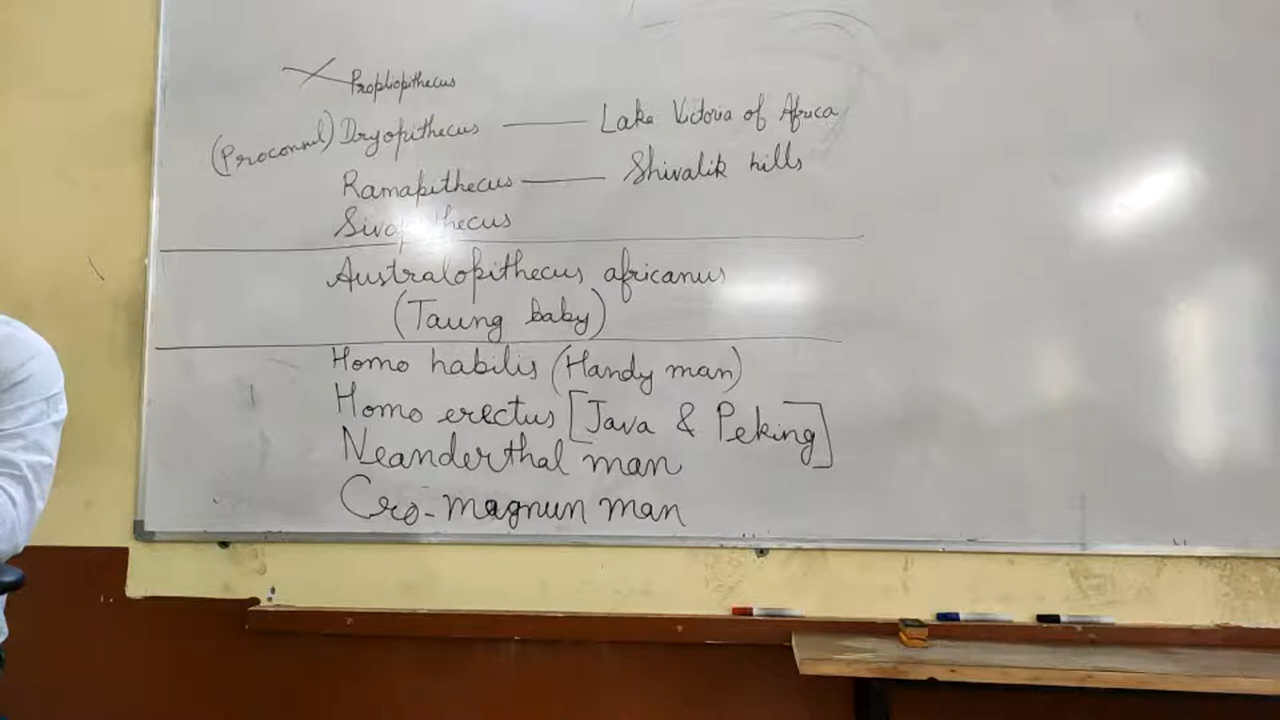 Propliopithecus
(Proconsul) Dryopithecus — Lake Victoria of Africa
Ramapithecus — Shivalik hills
Australopithecus africanus
(Taung baby)
Homo habilis (Handy man)
Homo erectus [Java & Peking]
Neanderthal man
Cro-magnun man